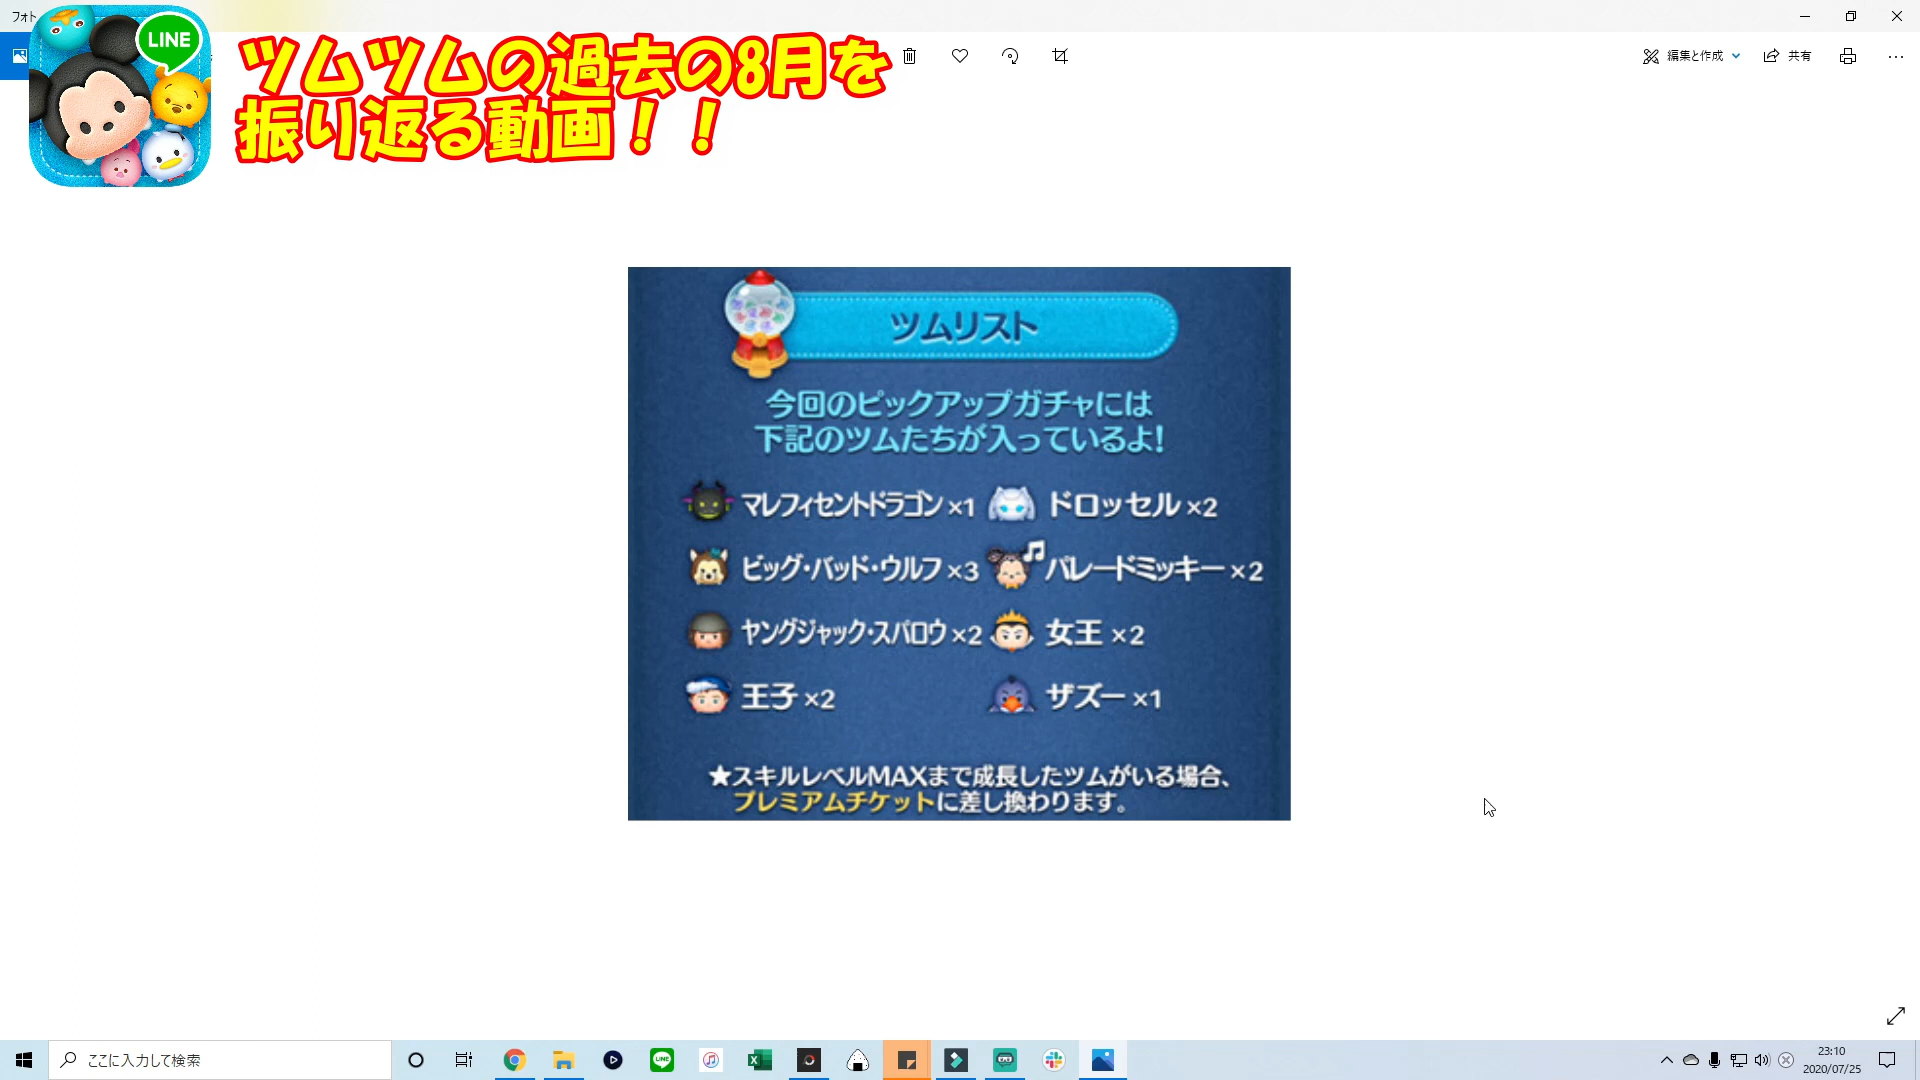 フォト
LINE
ツムツムの過去の8月を
振り返る動画！！
編集と作成
共有
ツムリスト
今回のピックアップガチャには
下記のツムたちが入っているよ！
マレフィセントドラゴン×1 ドロッセル×2
ビッグ・バッド・ウルフ×3 パレードミッキー×2
ヤングジャック・スパロウ×2 女王×2
王子×2 ザズー×1
★スキルレベルMAXまで成長したツムがいる場合、
プレミアムチケットに差し換わります。
ここに入力して検索
23:10
2020/07/25